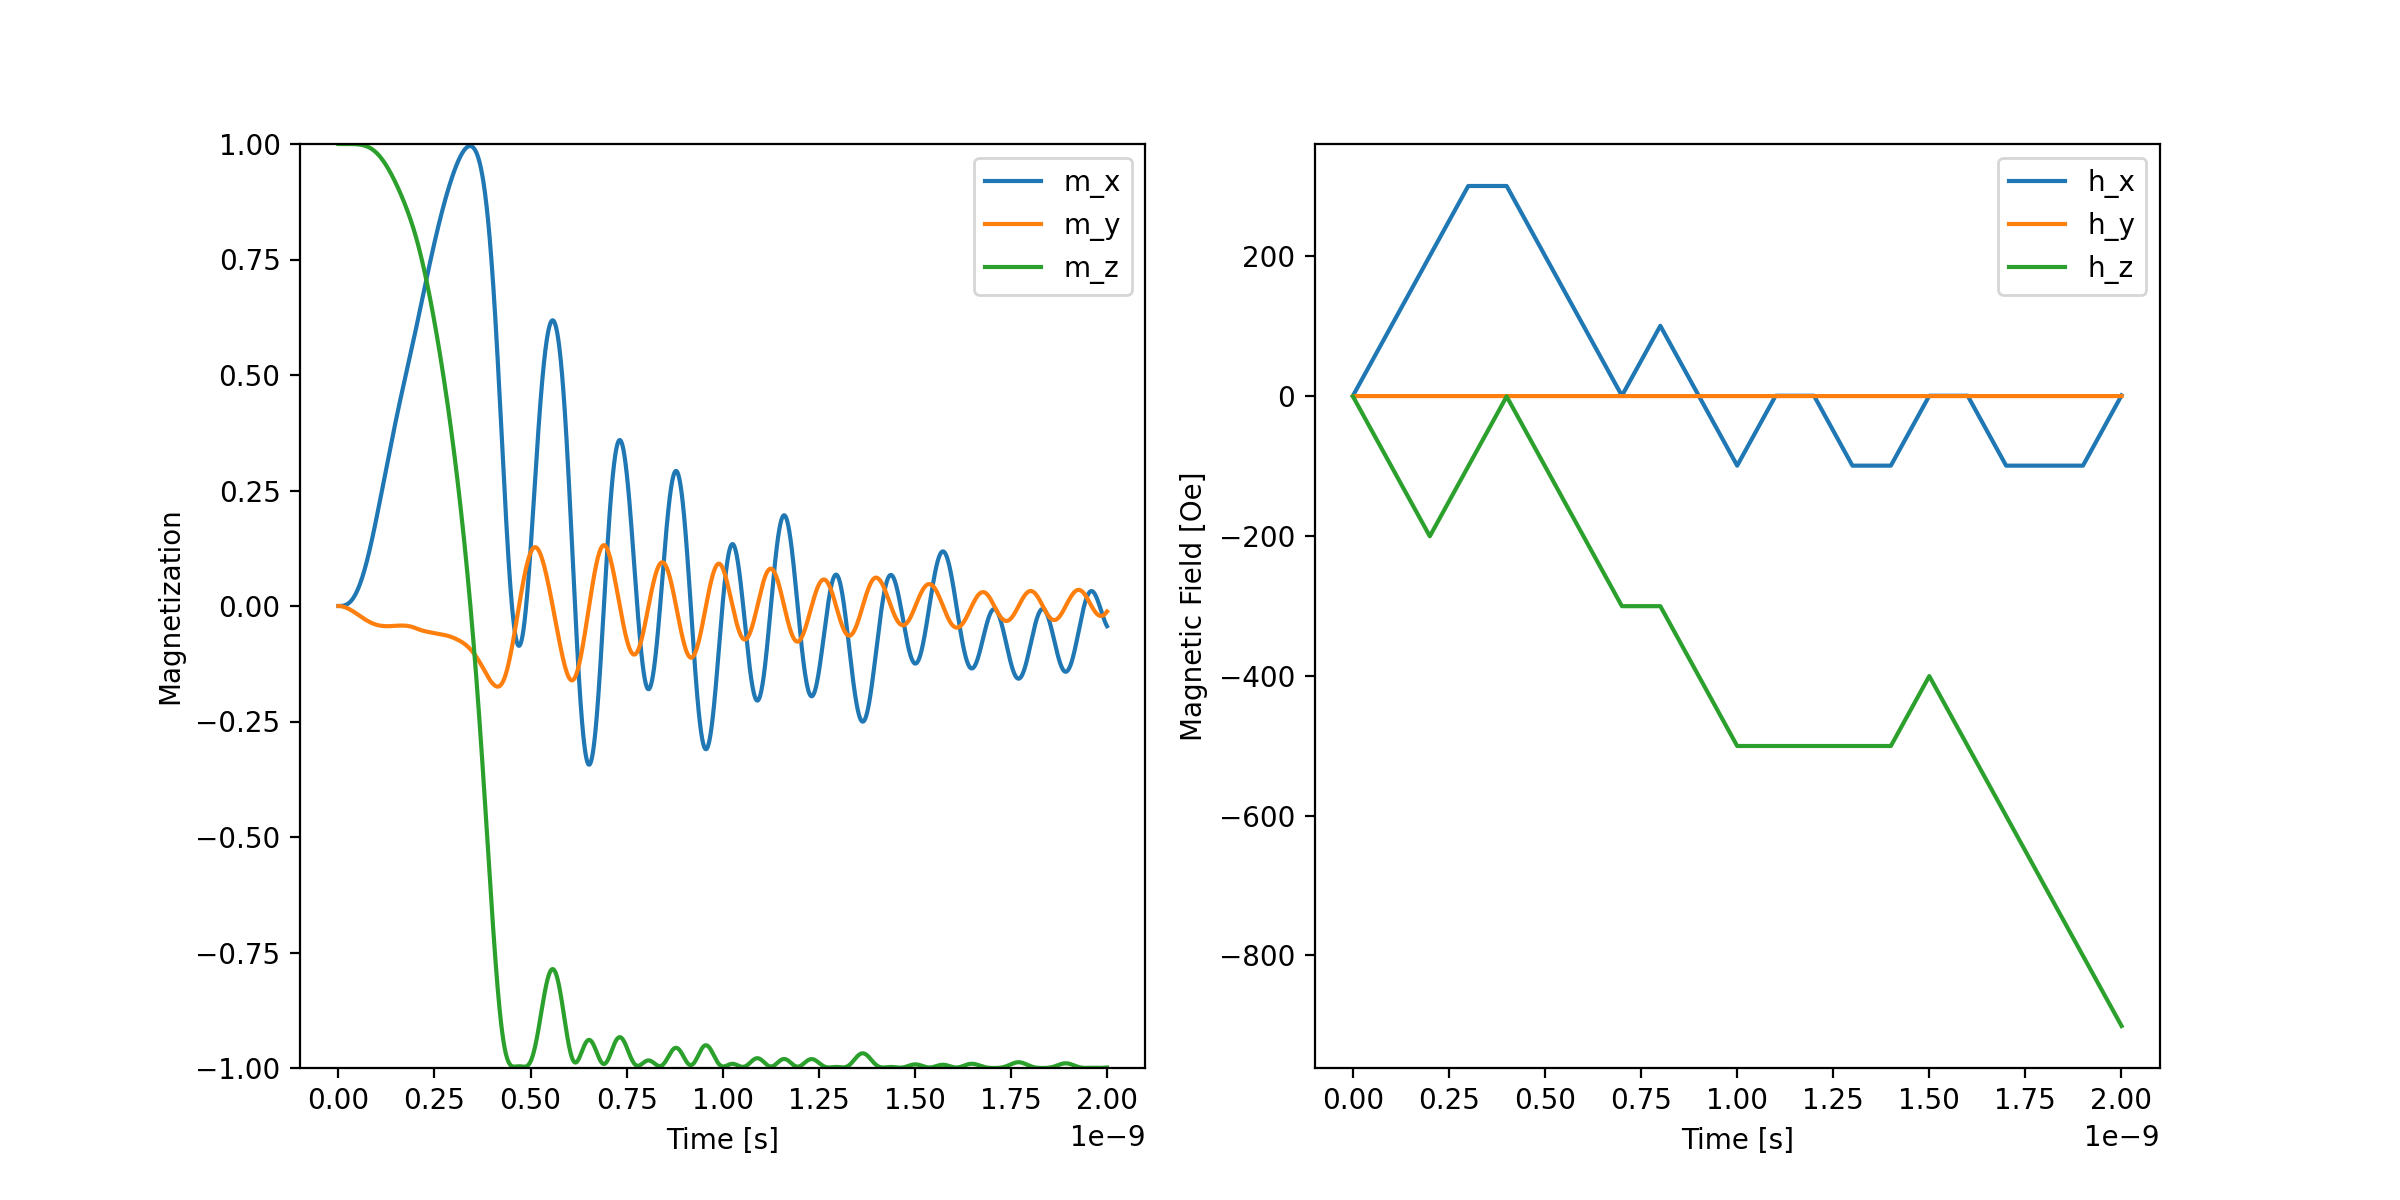 1.00
0.75
0.50
0.25
0.00
−0.25
−0.50
−0.75
−1.00
Magnetization
m_x
m_y
m_z
0.00 0.25 0.50 0.75 1.00 1.25 1.50 1.75 2.00
Time [s]
1e−9
200
0
−200
−400
−600
−800
Magnetic Field [Oe]
h_x
h_y
h_z
0.00 0.25 0.50 0.75 1.00 1.25 1.50 1.75 2.00
Time [s]
1e−9